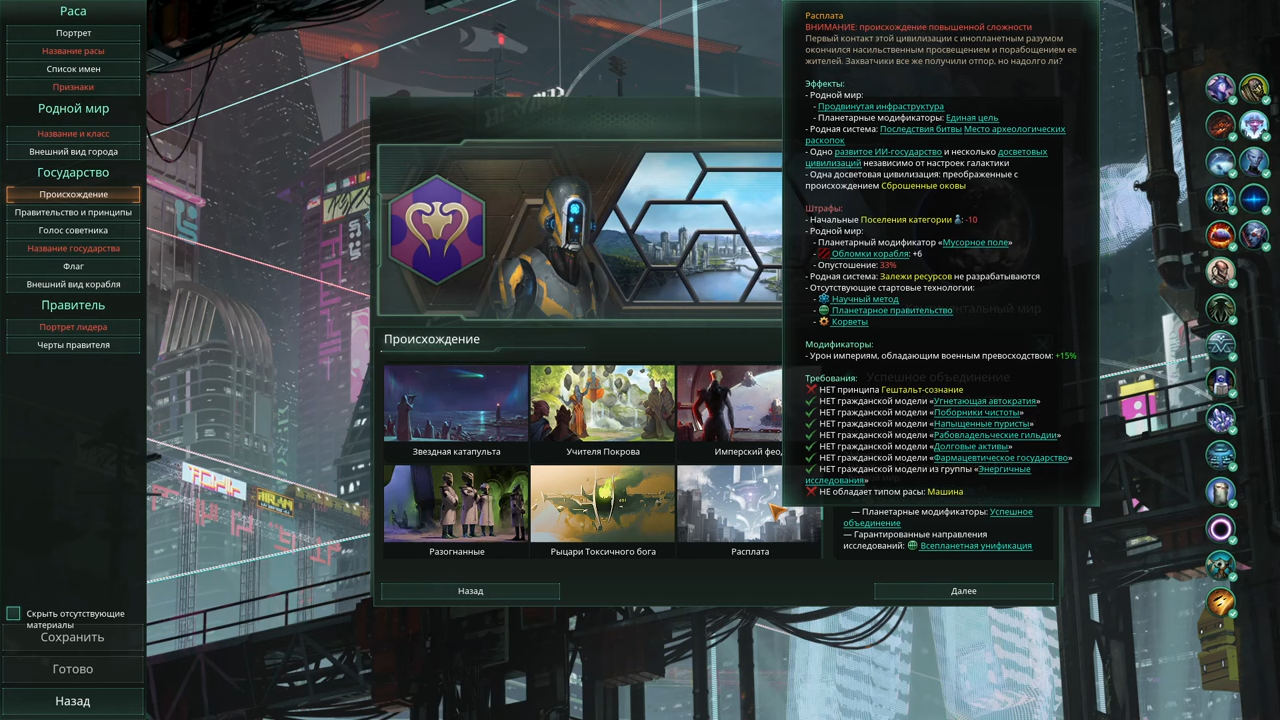 Раса
Портрет
Название расы
Список имен
Признаки
Родной мир
Название и класс
Внешний вид города
Государство
Происхождение
Правительство и принципы
Голос советника
Название государства
Флаг
Внешний вид корабля
Правитель
Портрет лидера
Черты правителя
Скрыть отсутствующие
материалы
Сохранить
Готово
Назад
Происхождение
Звездная катапульта
Учителя Покрова
Имперский фео
Разогнанные
Рыцари Токсичного бога
Расплата
Назад
Далее
Расплата
ВНИМАНИЕ: происхождение повышенной сложности
Первый контакт этой цивилизации с инопланетным разумом
окончился насильственным просвещением и порабощением ее
жителей. Захватчики все же получили отпор, но надолго ли?
Эффекты:
- Родной мир:
- Продвинутая инфраструктура
- Планетарные модификаторы: Единая цель
- Родная система: Последствия битвы Место археологических
раскопок
- Одно развитое ИИ-государство и несколько досветовых
цивилизаций независимо от настроек галактики
- Одна досветовая цивилизация: преображенные с
происхождением Сброшенные оковы
Штрафы:
- Начальные Поселения категории : -10
- Родной мир:
- Планетарный модификатор «Мусорное поле»
- Обломки корабля: +6
- Опустошение: 33%
- Родная система: Залежи ресурсов не разрабатываются
- Отсутствующие стартовые технологии:
- Научный метод
- Планетарное правительство
- Корветы
Модификаторы:
- Урон империям, обладающим военным превосходством: +15%
Требования:
НЕТ принципа Гештальт-сознание
НЕТ гражданской модели «Угнетающая автократия»
НЕТ гражданской модели «Поборники чистоты»
НЕТ гражданской модели «Напыщенные пуристы»
НЕТ гражданской модели «Рабовладельческие гильдии»
НЕТ гражданской модели «Долговые активы»
НЕТ гражданской модели «Фармацевтическое государство»
НЕТ гражданской модели из группы «Энергичные
исследования»
НЕ обладает типом расы: Машина
— Планетарные модификаторы: Успешное
объединение
— Гарантированные направления
исследований: Всепланетная унификация